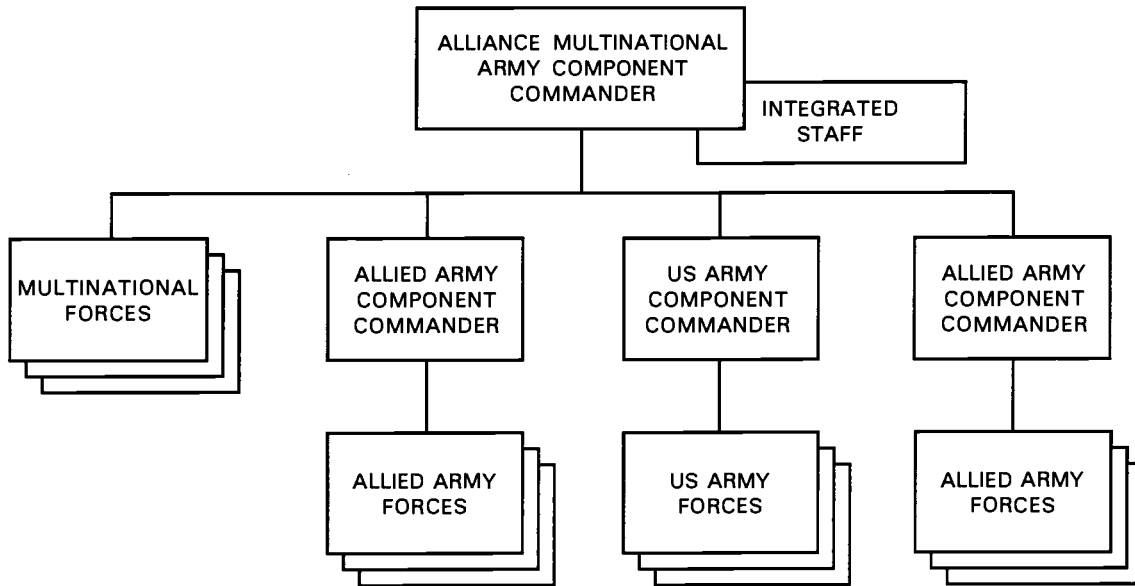 ALLIANCE MULTINATIONAL
ARMY COMPONENT
COMMANDER
INTEGRATED
STAFF
MULTINATIONAL
FORCES
ALLIED ARMY
COMPONENT
COMMANDER
US ARMY
COMPONENT
COMMANDER
ALLIED ARMY
COMPONENT
COMMANDER
ALLIED ARMY
FORCES
US ARMY
FORCES
ALLIED ARMY
FORCES